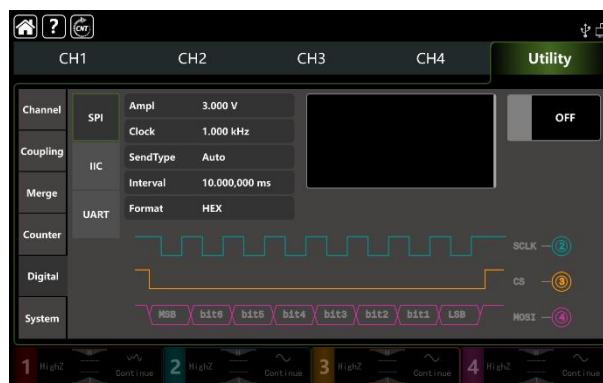 ? CNT
CH1 CH2 CH3 CH4 Utility
Channel
Coupling
Merge
Counter
Digital
System
SPI
IIC
UART
Ampl 3.000 V
Clock 1.000 kHz
SendType Auto
Interval 10.000,000 ms
Format HEX
OFF
SCLK — 2
CS — 3
MSB bit6 bit5 bit4 bit3 bit2 bit1 LSB MOSI — 4
1 HighZ Continue 2 HighZ Continue 3 HighZ Continue 4 HighZ Continue